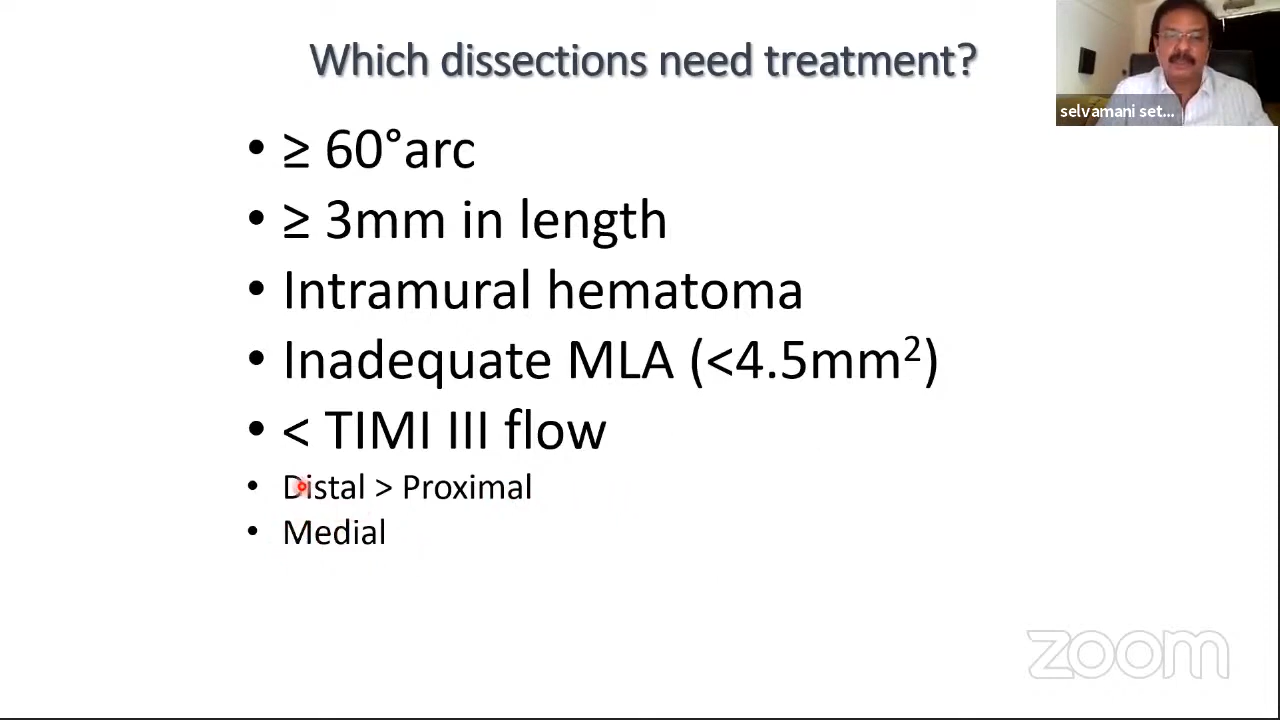 Which dissections need treatment?
selvamani set...
• ≥ 60°arc
• ≥ 3mm in length
• Intramural hematoma
• Inadequate MLA (<4.5mm²)
• < TIMI III flow
• Distal > Proximal
• Medial
zoom